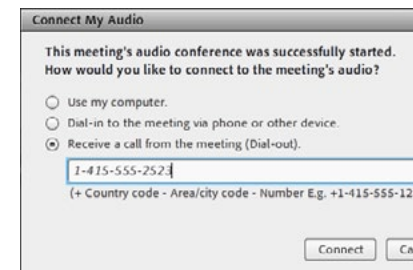 Connect My Audio
This meeting's audio conference was successfully started.
How would you like to connect to the meeting's audio?
Use my computer.
Dial-in to the meeting via phone or other device.
Receive a call from the meeting (Dial-out).
1-415-555-2523
(+ Country code - Area/city code - Number E.g. +1-415-555-12
Connect
Ca